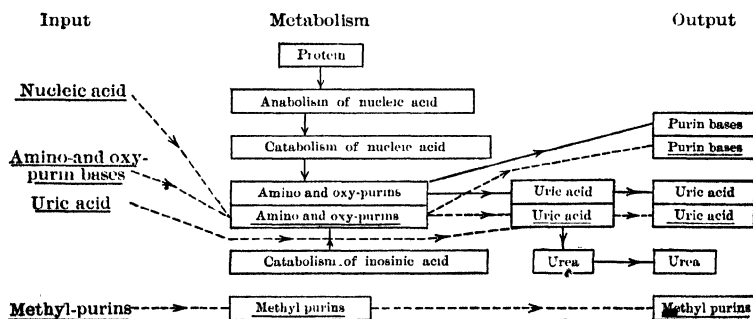 Input Metabolism Output
Protein
Nucleic acid
Anabolism of nucleic acid
Purin bases
Catabolism of nucleic acid
Purin bases
Amino-and oxy-
purin bases
Amino and oxy-purins Uric acid Uric acid
Uric acid
Amino and oxy-purins Uric acid Uric acid
Catabolism of inosinic acid Urea Urea
Methyl-purins Methyl purins Methyl purins